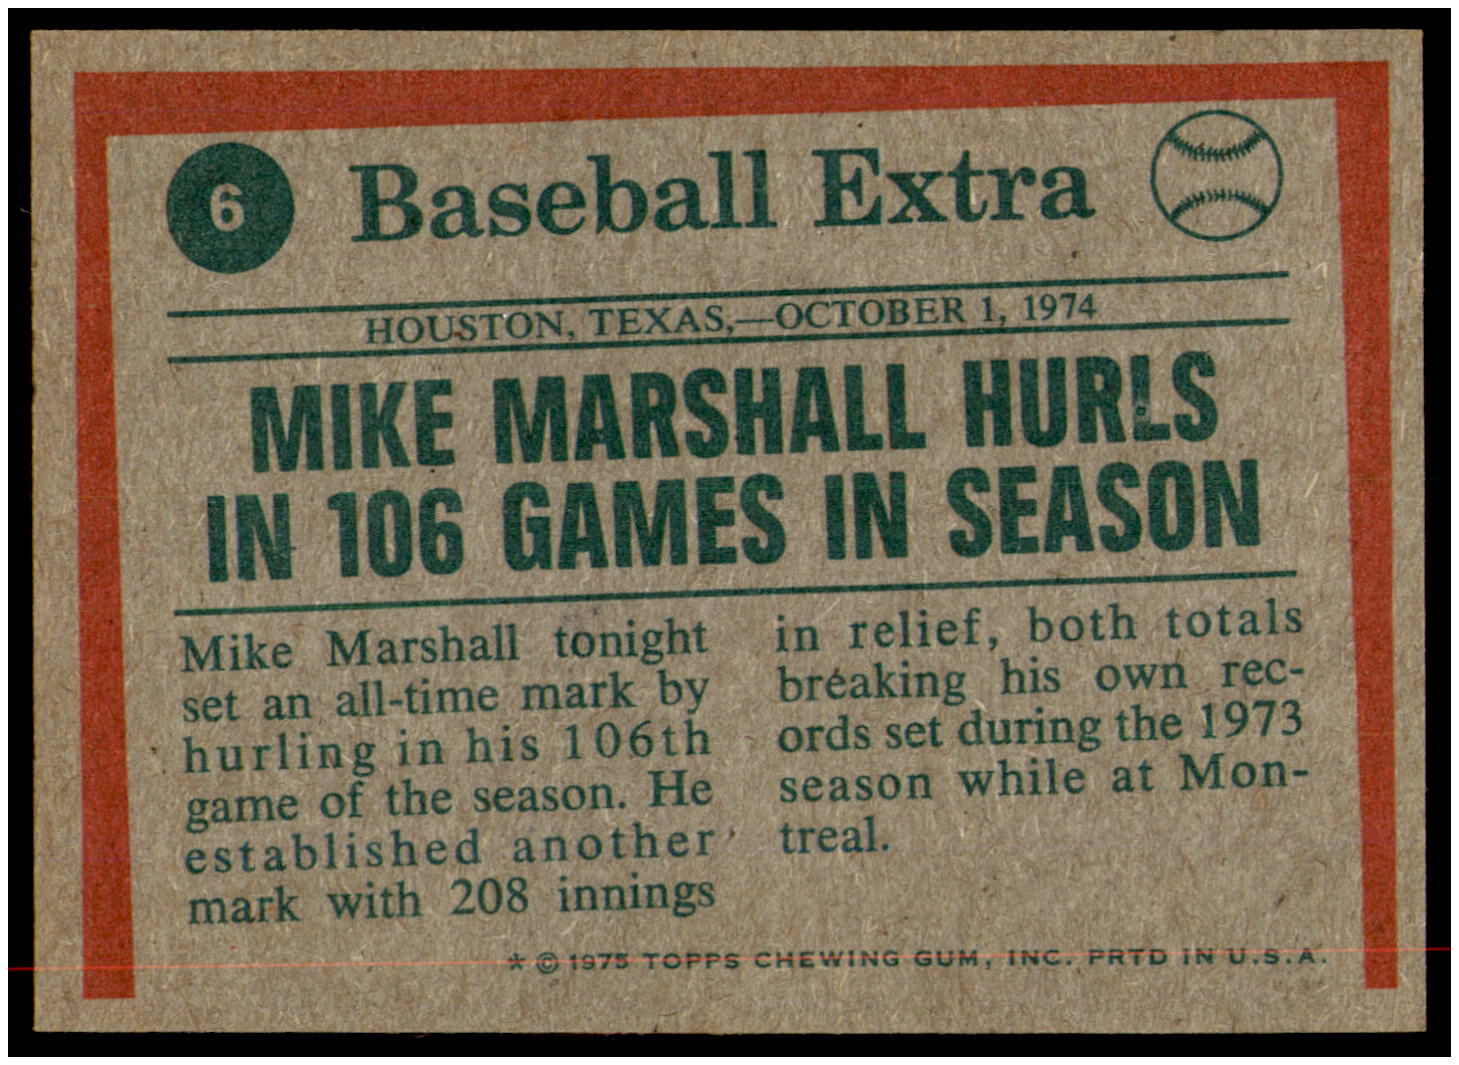 6
Baseball Extra
HOUSTON, TEXAS,—OCTOBER 1, 1974
MIKE MARSHALL HURLS
IN 106 GAMES IN SEASON
Mike Marshall tonight
set an all-time mark by
hurling in his 106th
game of the season. He
established another
mark with 208 innings
in relief, both totals
breaking his own rec-
ords set during the 1973
season while at Mon-
treal.
* © 1975 TOPPS CHEWING GUM, INC. PRTD IN U.S.A.